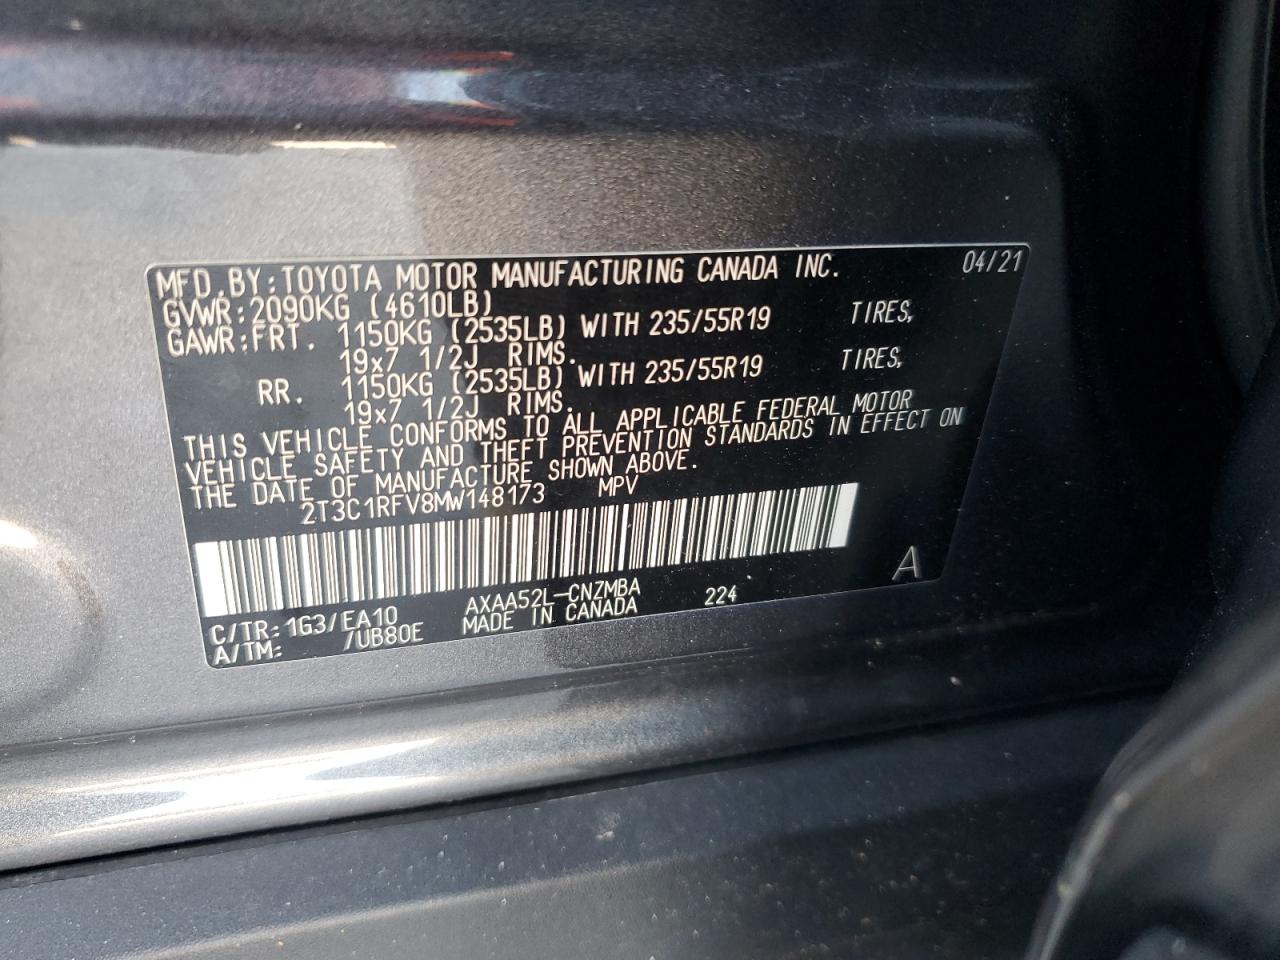 MFD.BY:TOYOTA MOTOR MANUFACTURING CANADA INC. 04/21
GVWR:2090KG (4610LB)
GAWR:FRT. 1150KG (2535LB) WITH 235/55R19 TIRES,
19x7 1/2J RIMS.
RR. 1150KG (2535LB) WITH 235/55R19 TIRES,
19x7 1/2J RIMS.
THIS VEHICLE CONFORMS TO ALL APPLICABLE FEDERAL MOTOR
VEHICLE SAFETY AND THEFT PREVENTION STANDARDS IN EFFECT ON
THE DATE OF MANUFACTURE SHOWN ABOVE.
2T3C1RFV8MW148173 MPV
A
C/TR:1G3/EA10 AXAA52L-CNZMBA 224
A/TM: /UB80E MADE IN CANADA